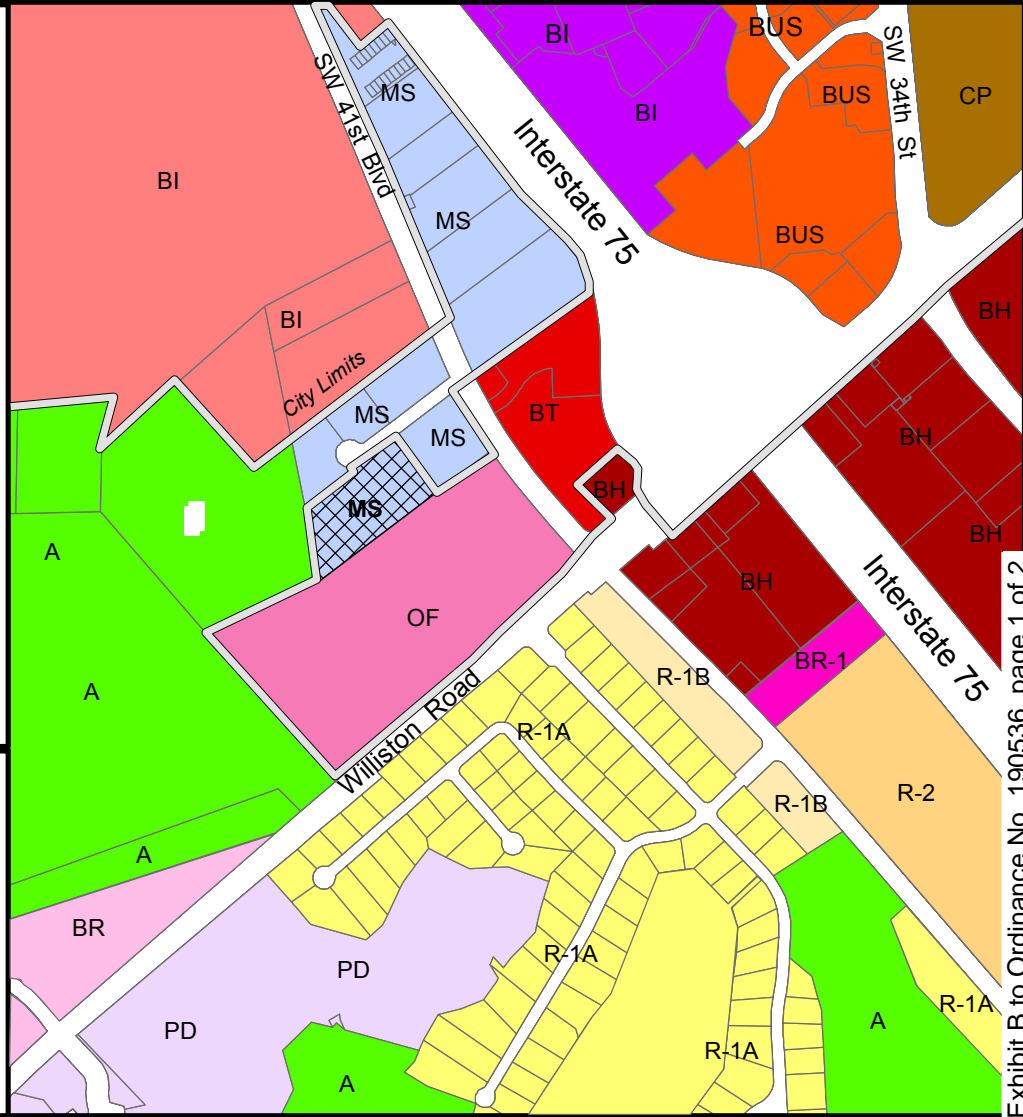 BI
BUS
SW 34th St
MS
SW 41st Blvd
BUS
CP
BI
Interstate 75
BI
MS
BUS
BH
BI
City Limits
MS
BT
MS
BH
BH
MS
BH
BH
A
BH
Interstate 75
OF
BR-1
R-1B
A
Williston Road
R-1A
R-2
R-1B
A
BR
R-1A
PD
R-1A
PD
A
R-1A
A
Exhibit B to Ordinance No. 190536 page 1 of 2